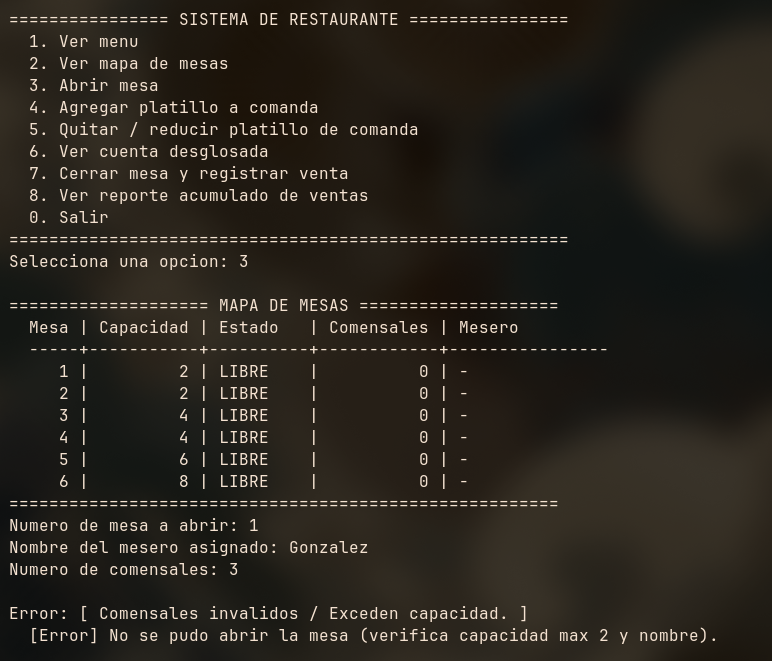 ================ SISTEMA DE RESTAURANTE ================
  1. Ver menu
  2. Ver mapa de mesas
  3. Abrir mesa
  4. Agregar platillo a comanda
  5. Quitar / reducir platillo de comanda
  6. Ver cuenta desglosada
  7. Cerrar mesa y registrar venta
  8. Ver reporte acumulado de ventas
  0. Salir
========================================================
Selecciona una opcion: 3

==================== MAPA DE MESAS ====================
  Mesa | Capacidad | Estado   | Comensales | Mesero
  -----+-----------+----------+------------+----------------
     1 |         2 | LIBRE    |          0 | -
     2 |         2 | LIBRE    |          0 | -
     3 |         4 | LIBRE    |          0 | -
     4 |         4 | LIBRE    |          0 | -
     5 |         6 | LIBRE    |          0 | -
     6 |         8 | LIBRE    |          0 | -
=======================================================
Numero de mesa a abrir: 1
Nombre del mesero asignado: Gonzalez
Numero de comensales: 3

Error: [ Comensales invalidos / Exceden capacidad. ]
  [Error] No se pudo abrir la mesa (verifica capacidad max 2 y nombre).